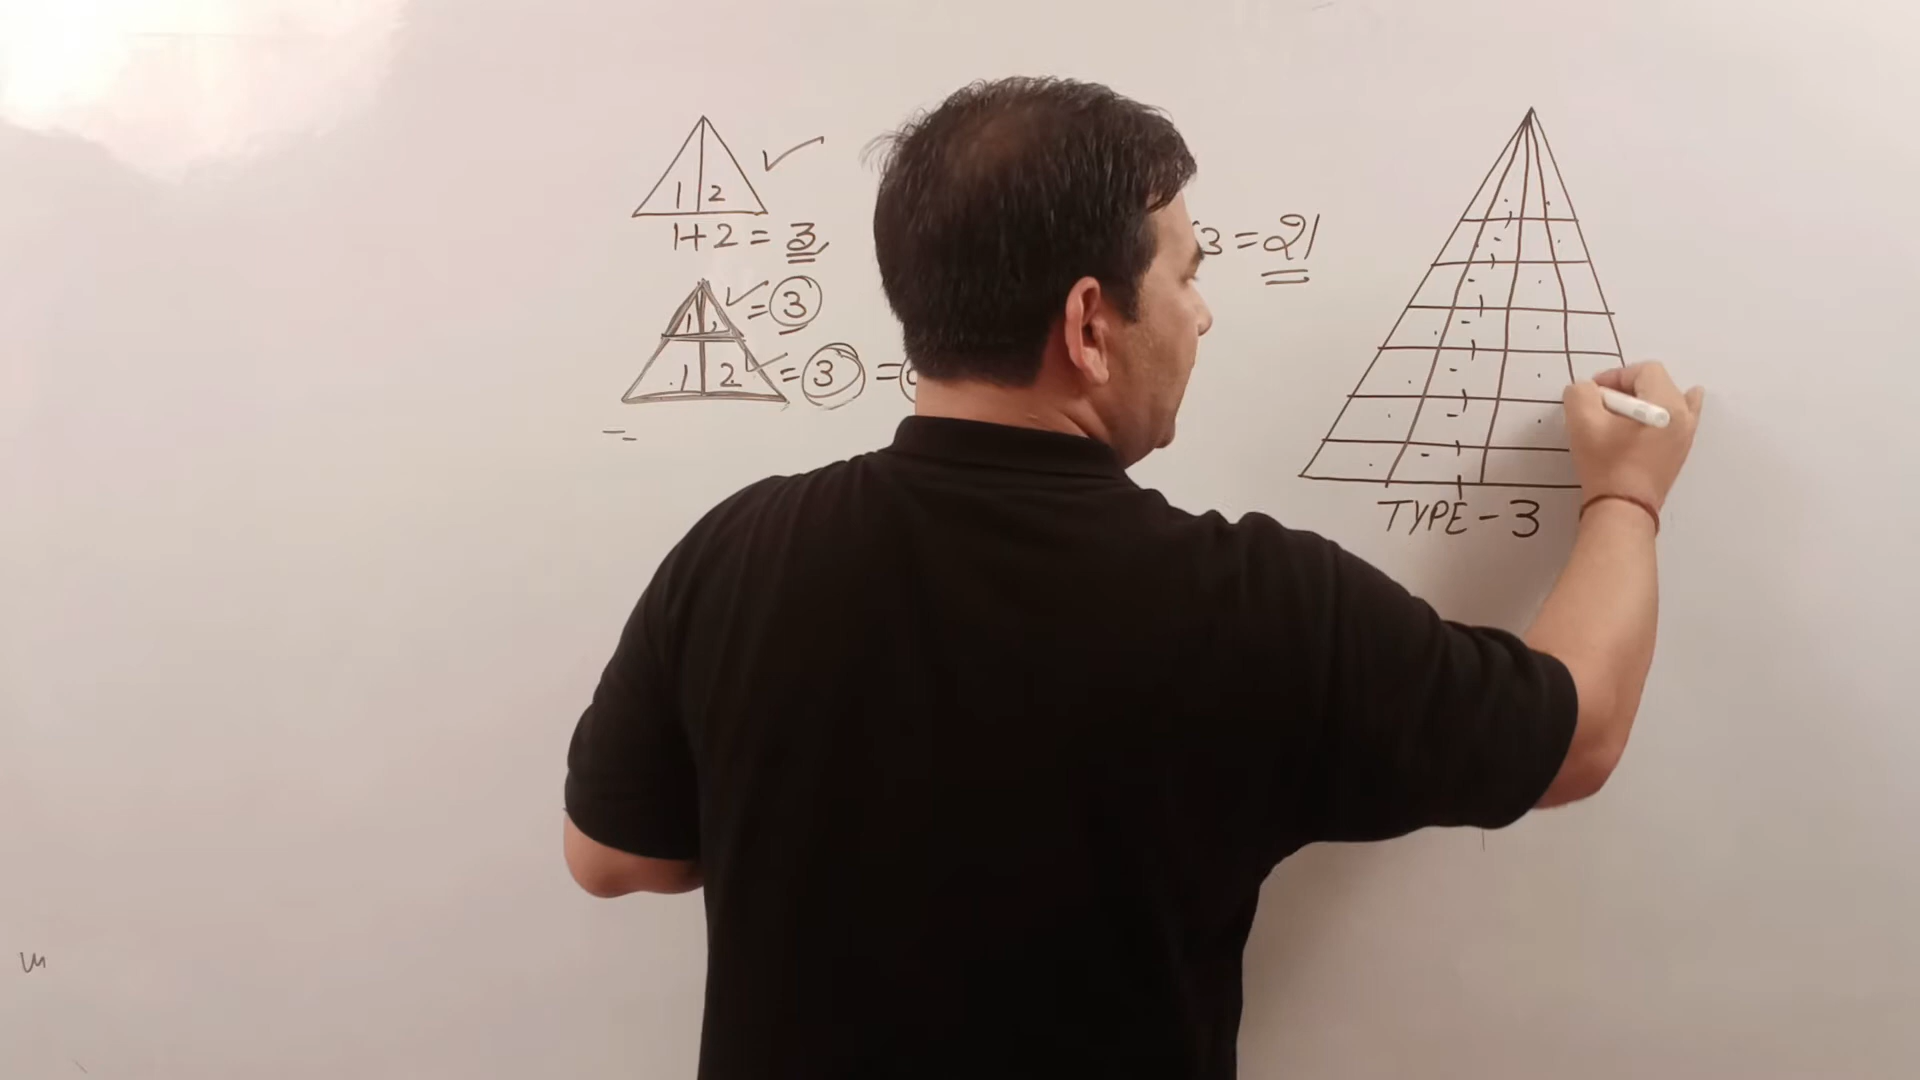 1 2
1+2 = 3
1 = 3
1 2 = 3 =
3 = 21
TYPE-3